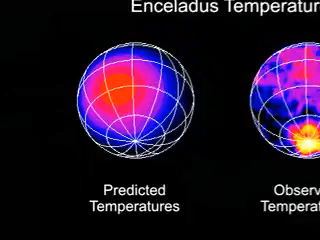 Enceladus Temperatur
Predicted
Temperatures
Observ
Temperat